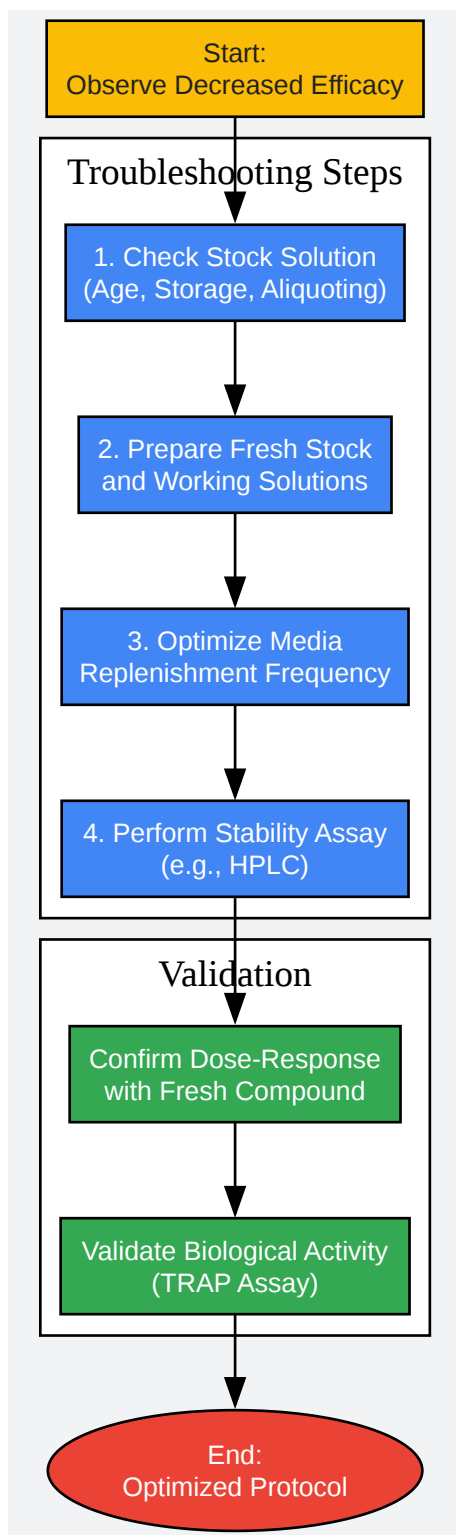 Start:
Observe Decreased Efficacy
Troubleshooting Steps
1. Check Stock Solution
(Age, Storage, Aliquoting)
2. Prepare Fresh Stock
and Working Solutions
3. Optimize Media
Replenishment Frequency
4. Perform Stability Assay
(e.g., HPLC)
Validation
Confirm Dose-Response
with Fresh Compound
Validate Biological Activity
(TRAP Assay)
End:
Optimized Protocol